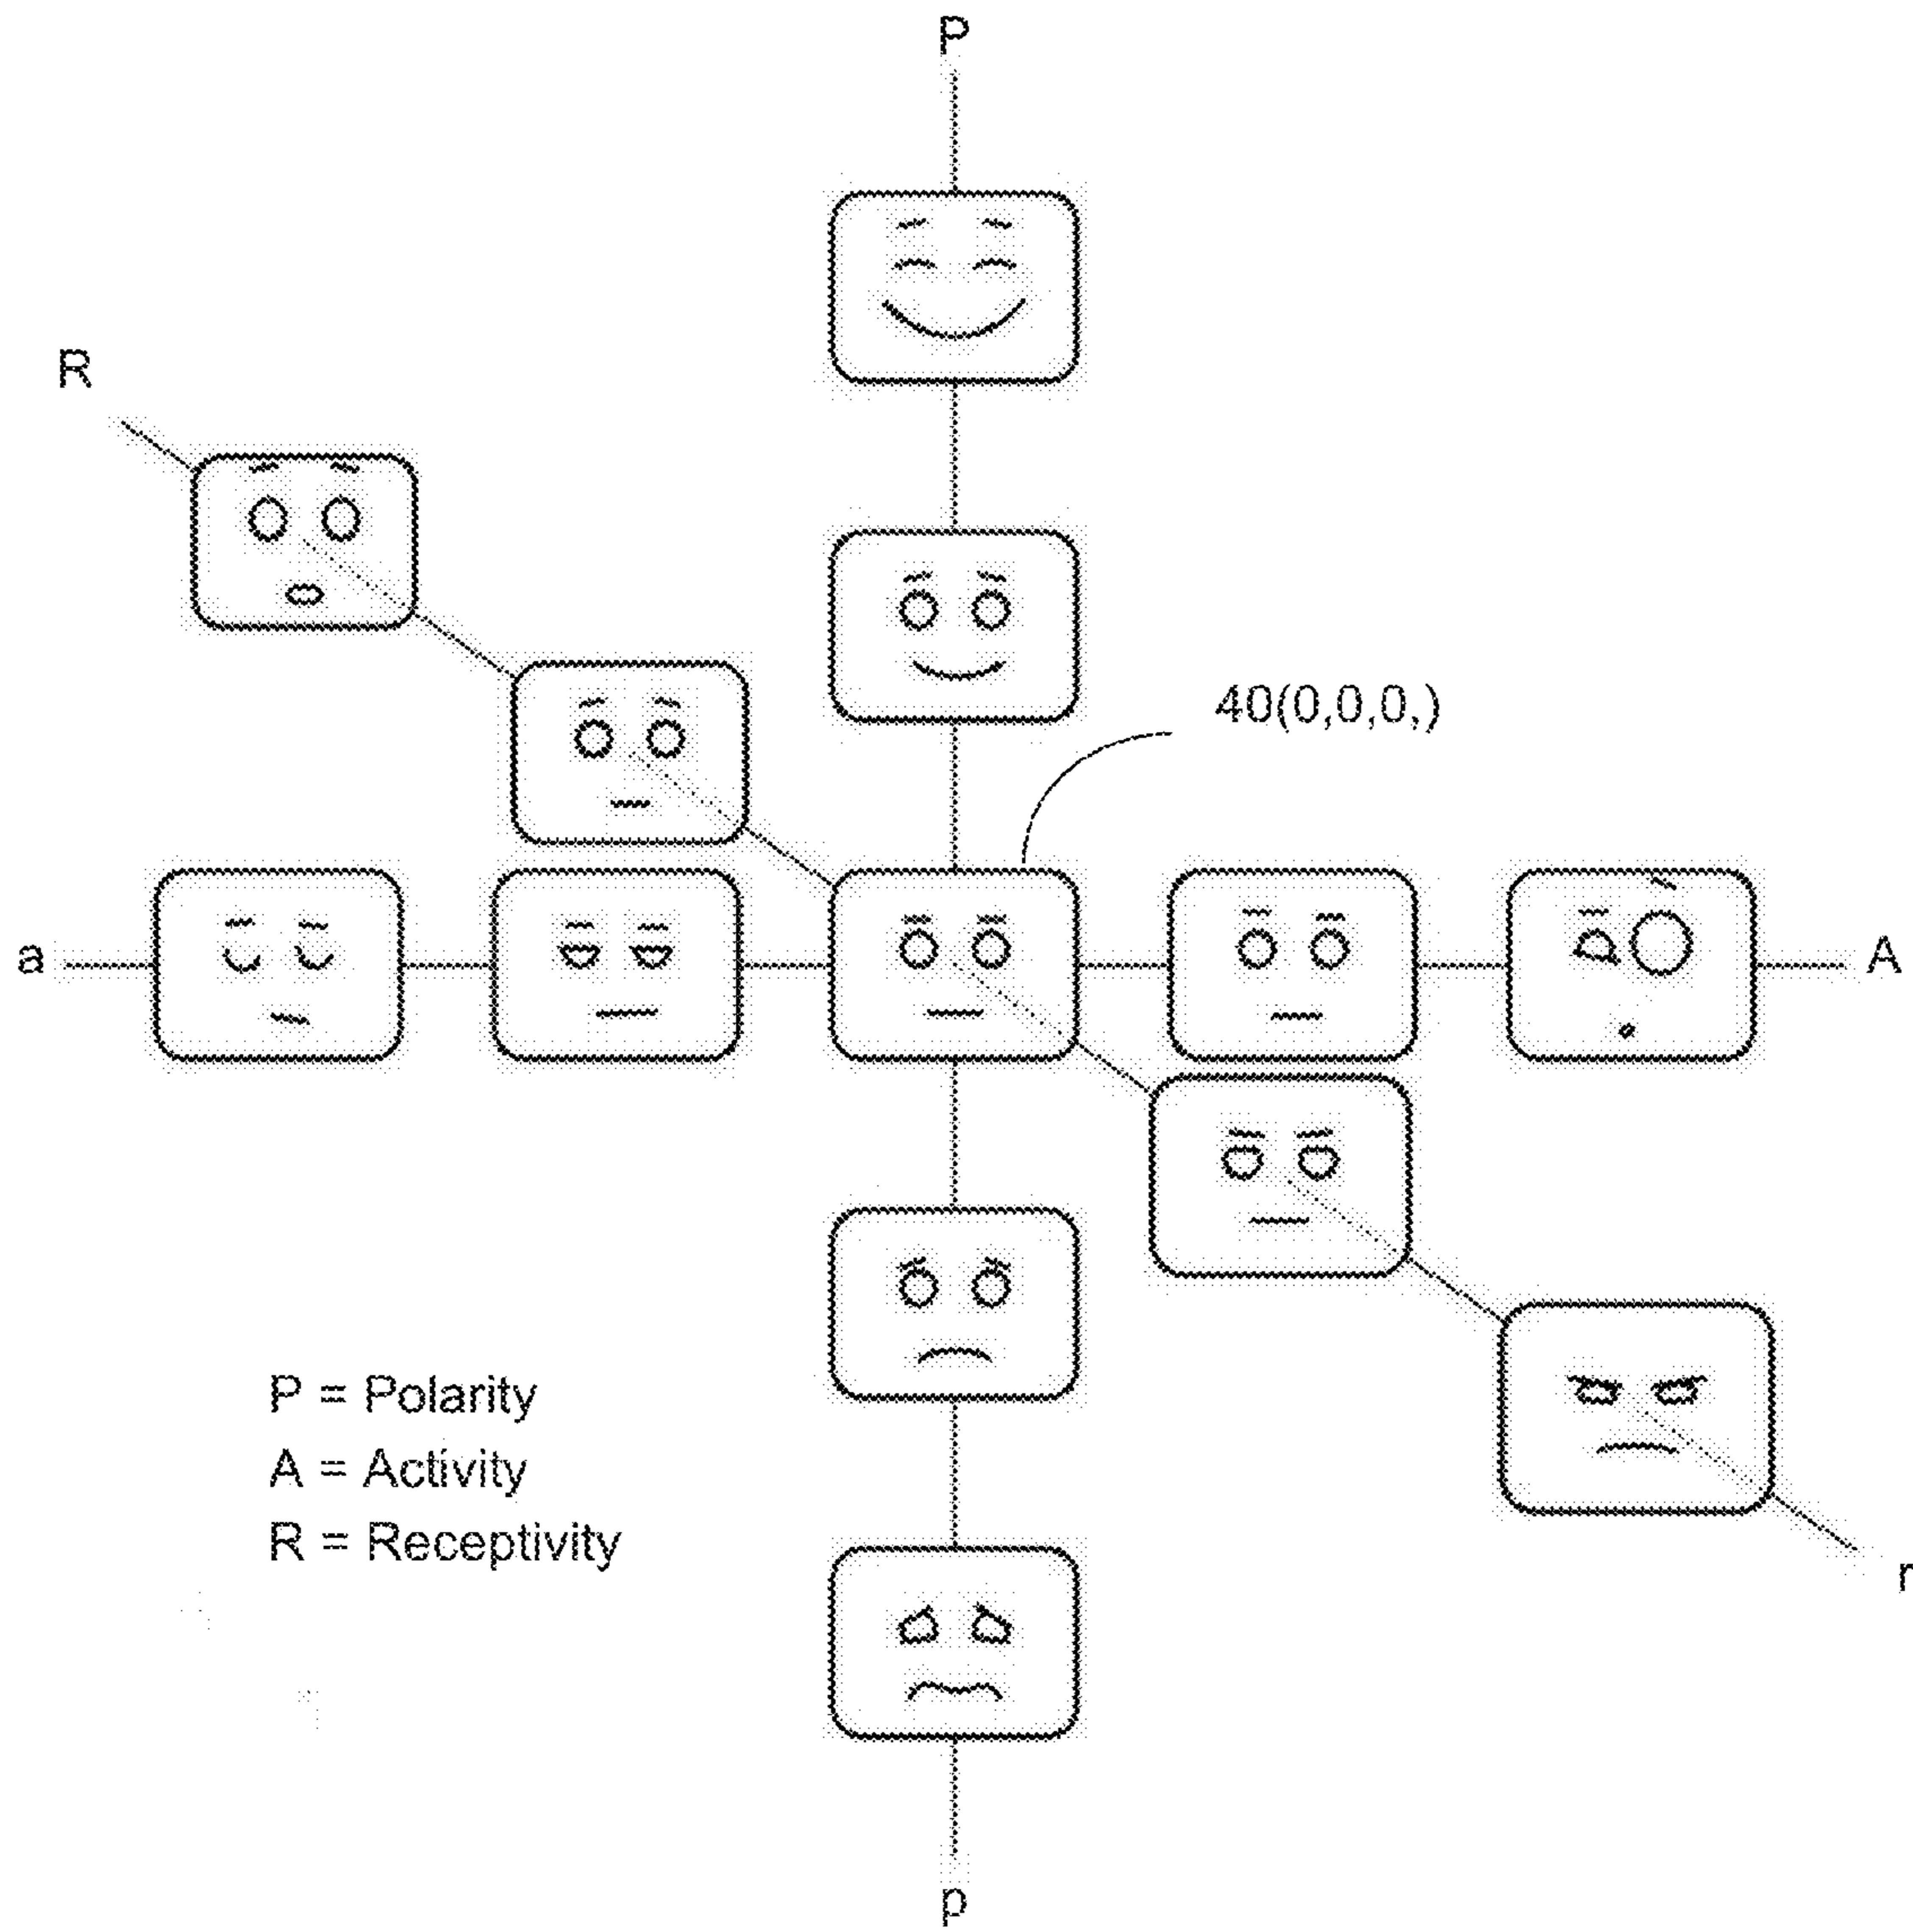 P
R
40(0,0,0,)
a
A
P = Polarity
A = Activity
R = Receptivity
r
p